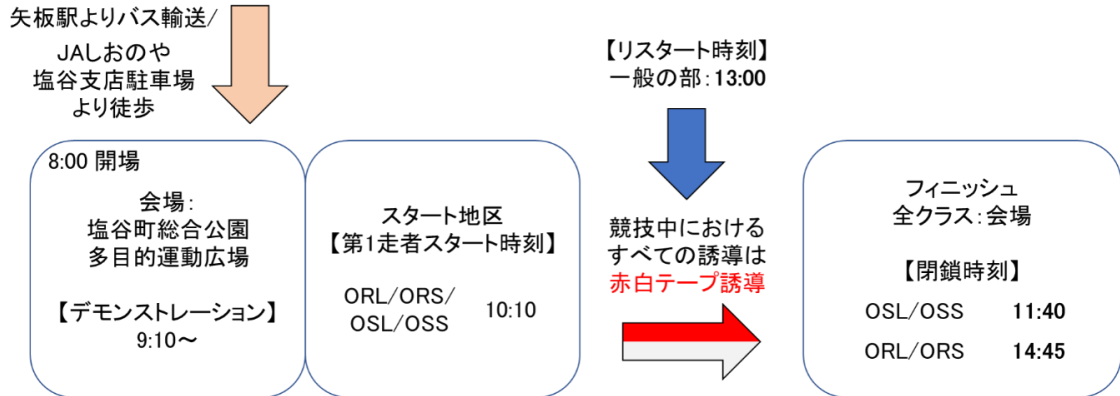 矢板駅よりバス輸送/
JAしおのや
塩谷支店駐車場
より徒歩
8:00 開場
会場:
塩谷町総合公園
多目的運動広場
【デモンストレーション】
9:10～
スタート地区
【第1走者スタート時刻】
ORL/ORS/
OSL/OSS
10:10
【リスタート時刻】
一般の部:13:00
競技中における
すべての誘導は
赤白テープ誘導
フィニッシュ
全クラス:会場
【閉鎖時刻】
OSL/OSS 11:40
ORL/ORS 14:45